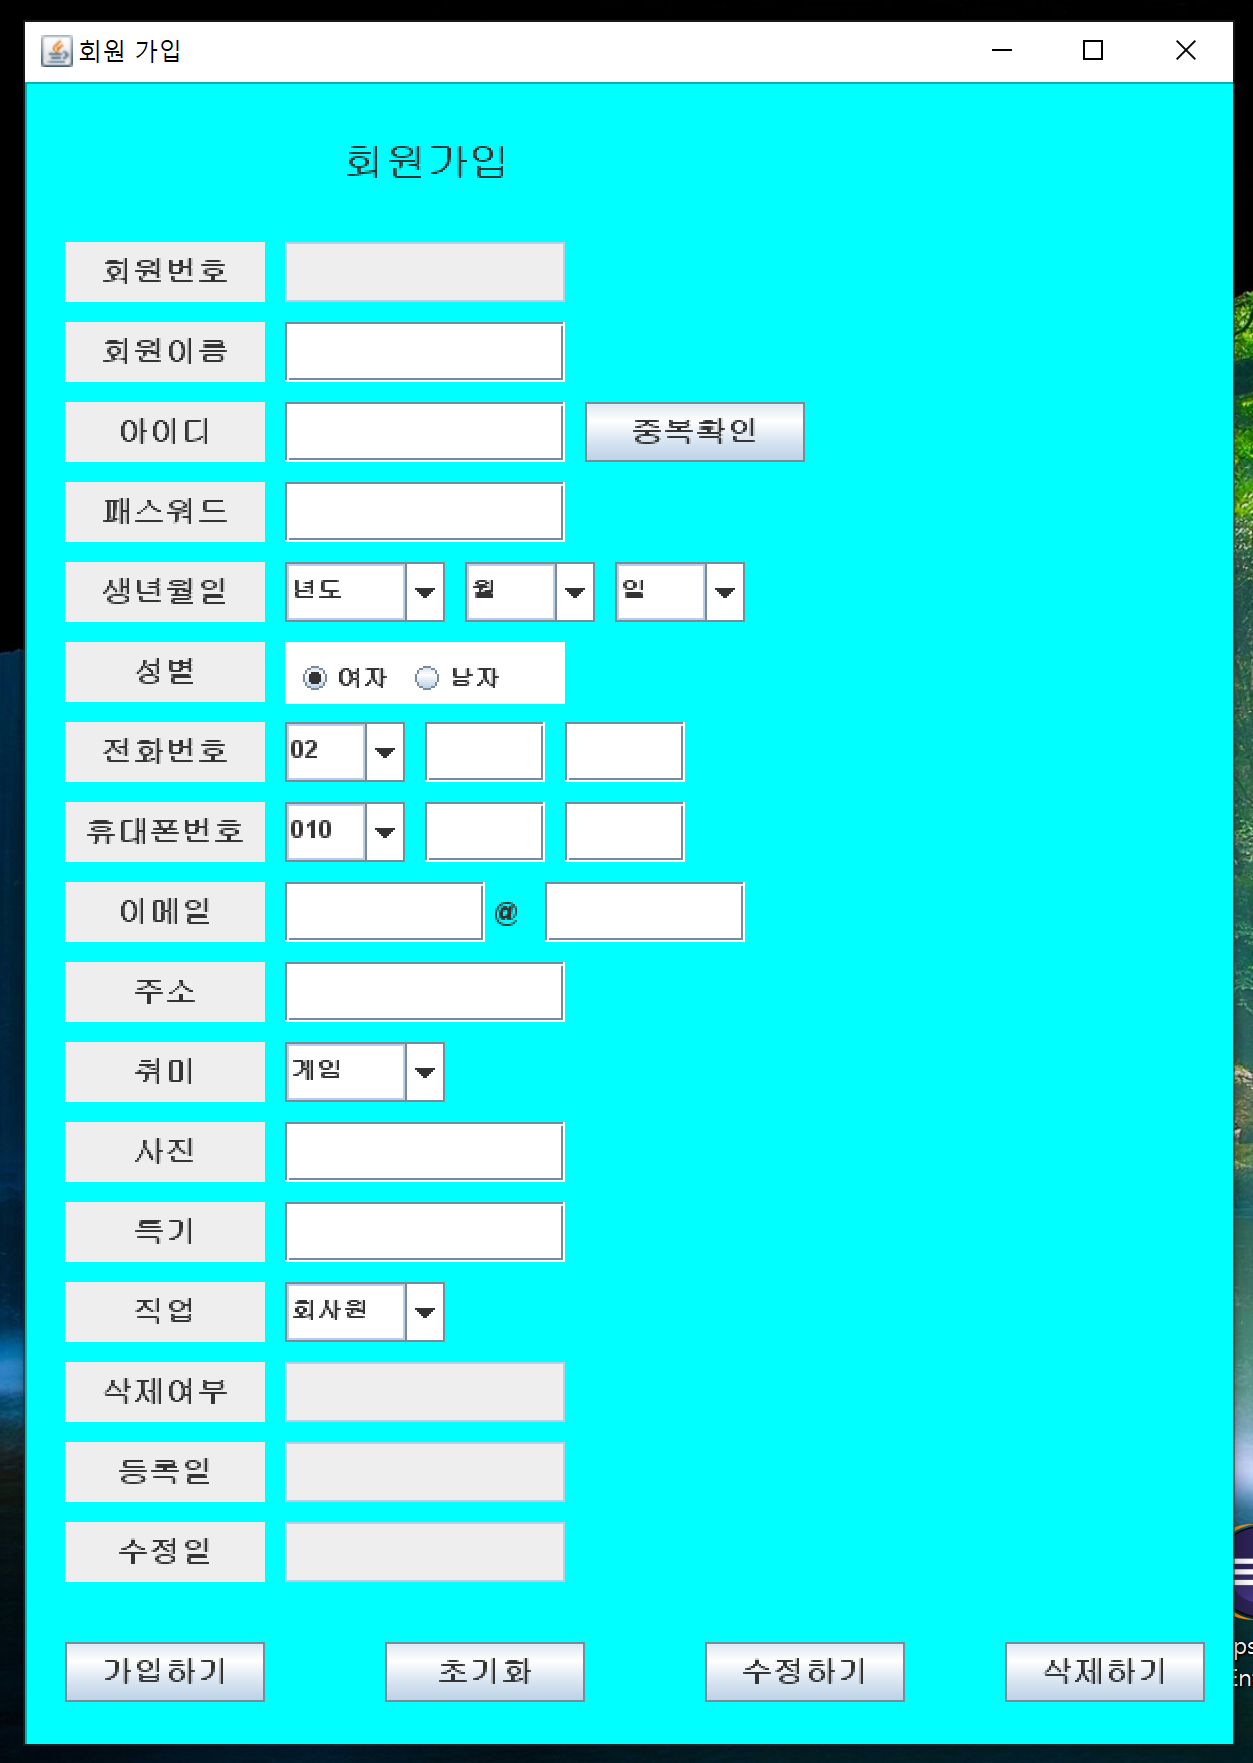 회원 가입
회원가입
회원번호
회원이름
아이디 중복확인
패스워드
생년월일 년도 월 일
성별 여자 남자
전화번호 02
휴대폰번호 010
이메일 @
주소
취미 게임
사진
특기
직업 회사원
삭제여부
등록일
수정일
가입하기 초기화 수정하기 삭제하기